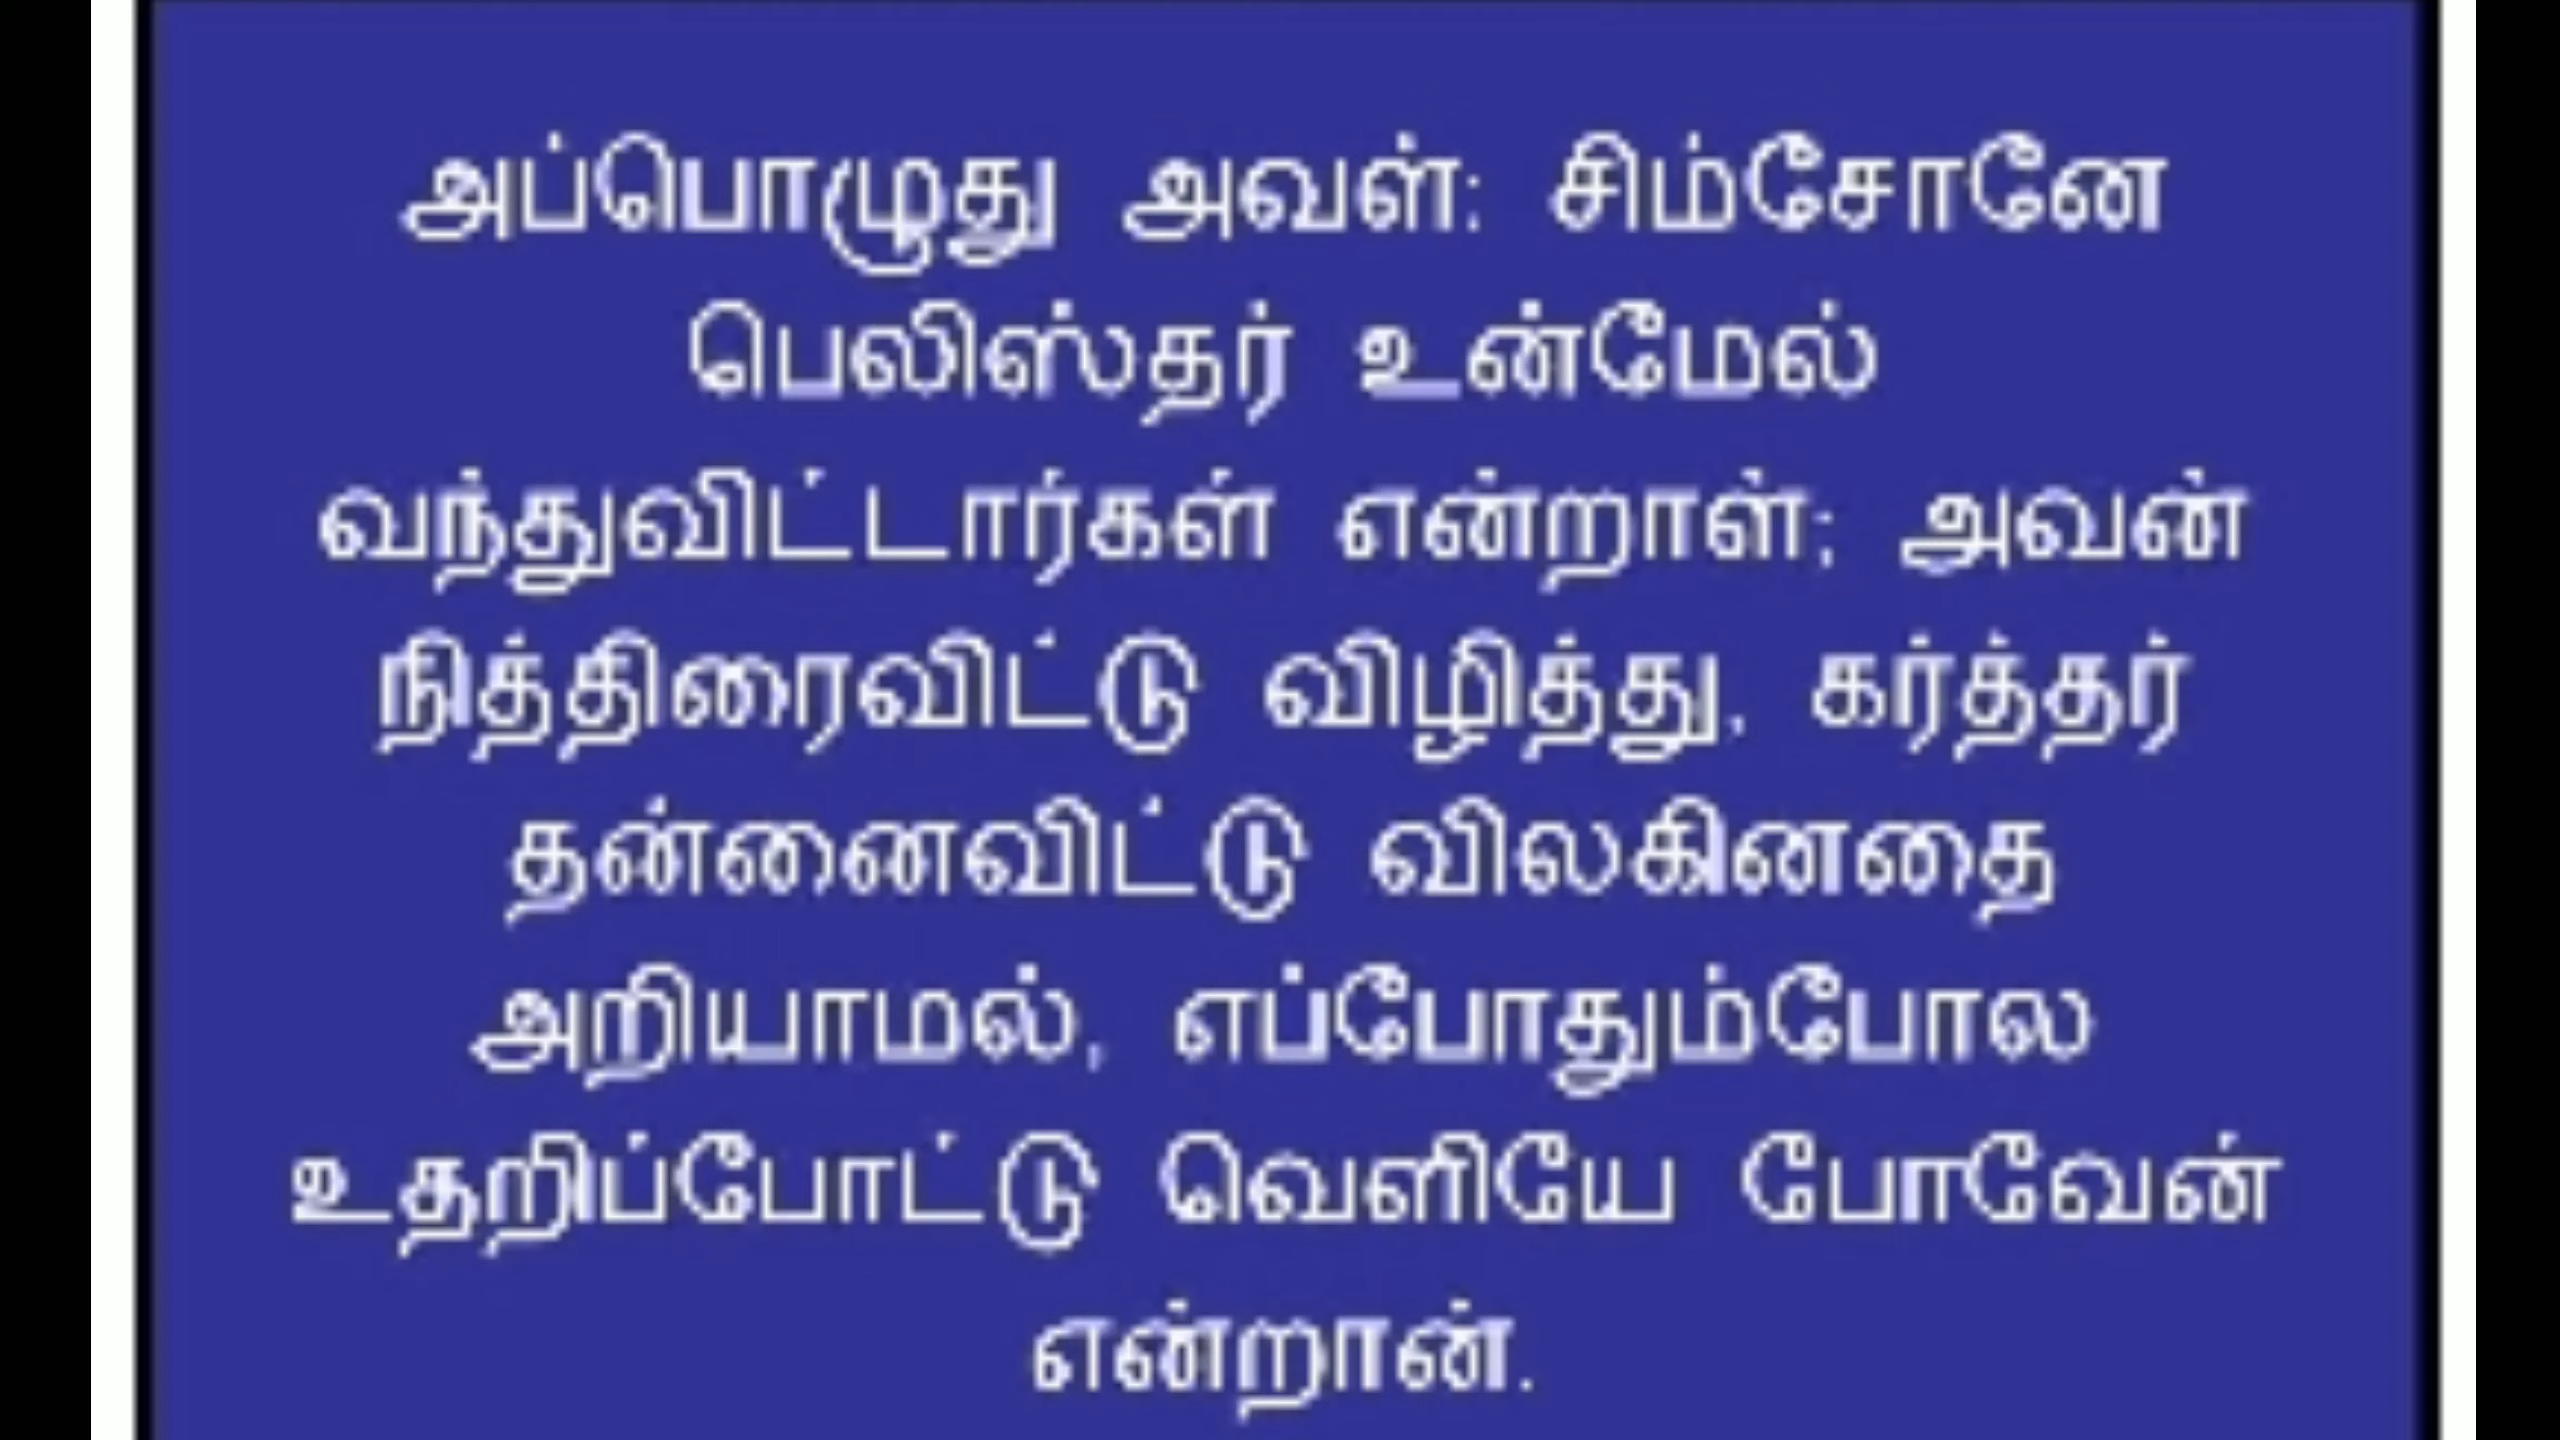 அப்பொழுது அவள்: சிம்சோனே
பெலிஸ்தர் உன்மேல்
வந்துவிட்டார்கள் என்றாள்; அவன்
நித்திரைவிட்டு விழித்து, கர்த்தர்
தன்னைவிட்டு விலகினதை
அறியாமல், எப்போதும்போல
உதறிப்போட்டு வெளியே போவேன்
என்றான்.